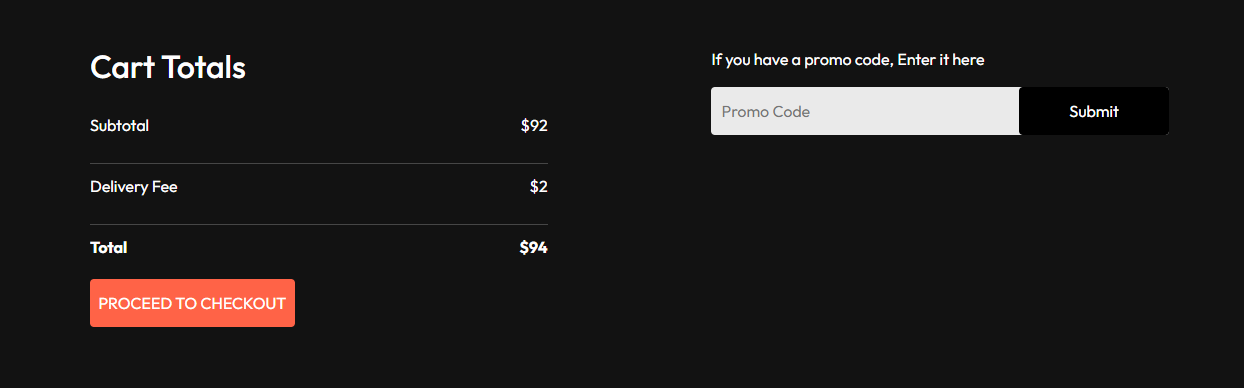 Cart Totals
Subtotal $92
Delivery Fee $2
Total $94
PROCEED TO CHECKOUT
If you have a promo code, Enter it here
Promo Code Submit